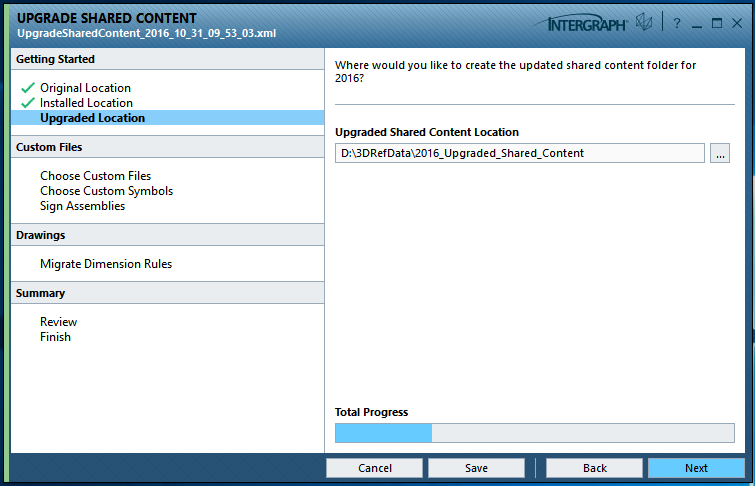 UPGRADE SHARED CONTENT
UpgradeSharedContent_2016_10_31_09_53_03.xml
INTERGRAPH®
?
Getting Started
Original Location
Installed Location
Upgraded Location
Custom Files
Choose Custom Files
Choose Custom Symbols
Sign Assemblies
Drawings
Migrate Dimension Rules
Summary
Review
Finish
Where would you like to create the updated shared content folder for
2016?
Upgraded Shared Content Location
D:\3DRefData\2016_Upgraded_Shared_Content
...
Total Progress
Cancel
Save
Back
Next